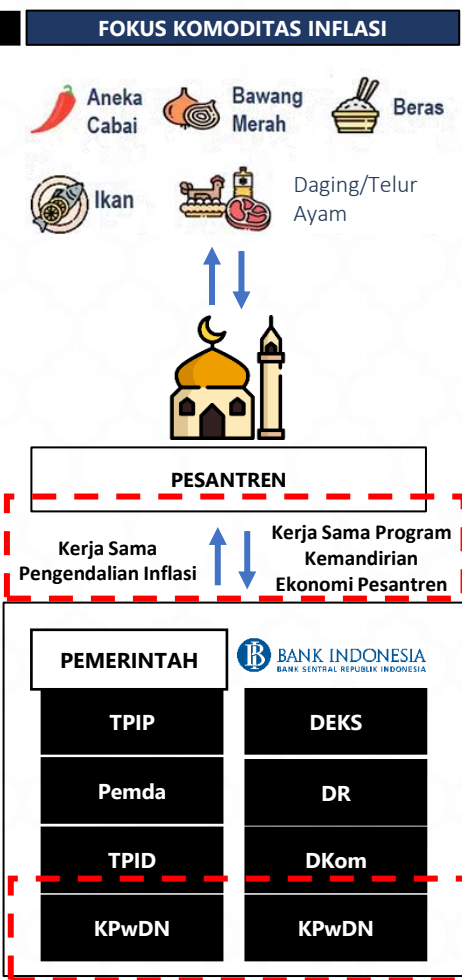 FOKUS KOMODITAS INFLASI
Aneka
Cabai
Bawang
Merah
Beras
Ikan
Daging/Telur
Ayam
PESANTREN
Kerja Sama
Pengendalian Inflasi
Kerja Sama Program
Kemandirian
Ekonomi Pesantren
PEMERINTAH
BANK INDONESIA
BANK SENTRAL REPUBLIK INDONESIA
TPIP
DEKS
Pemda
DR
TPID
DKom
KPwDN
KPwDN